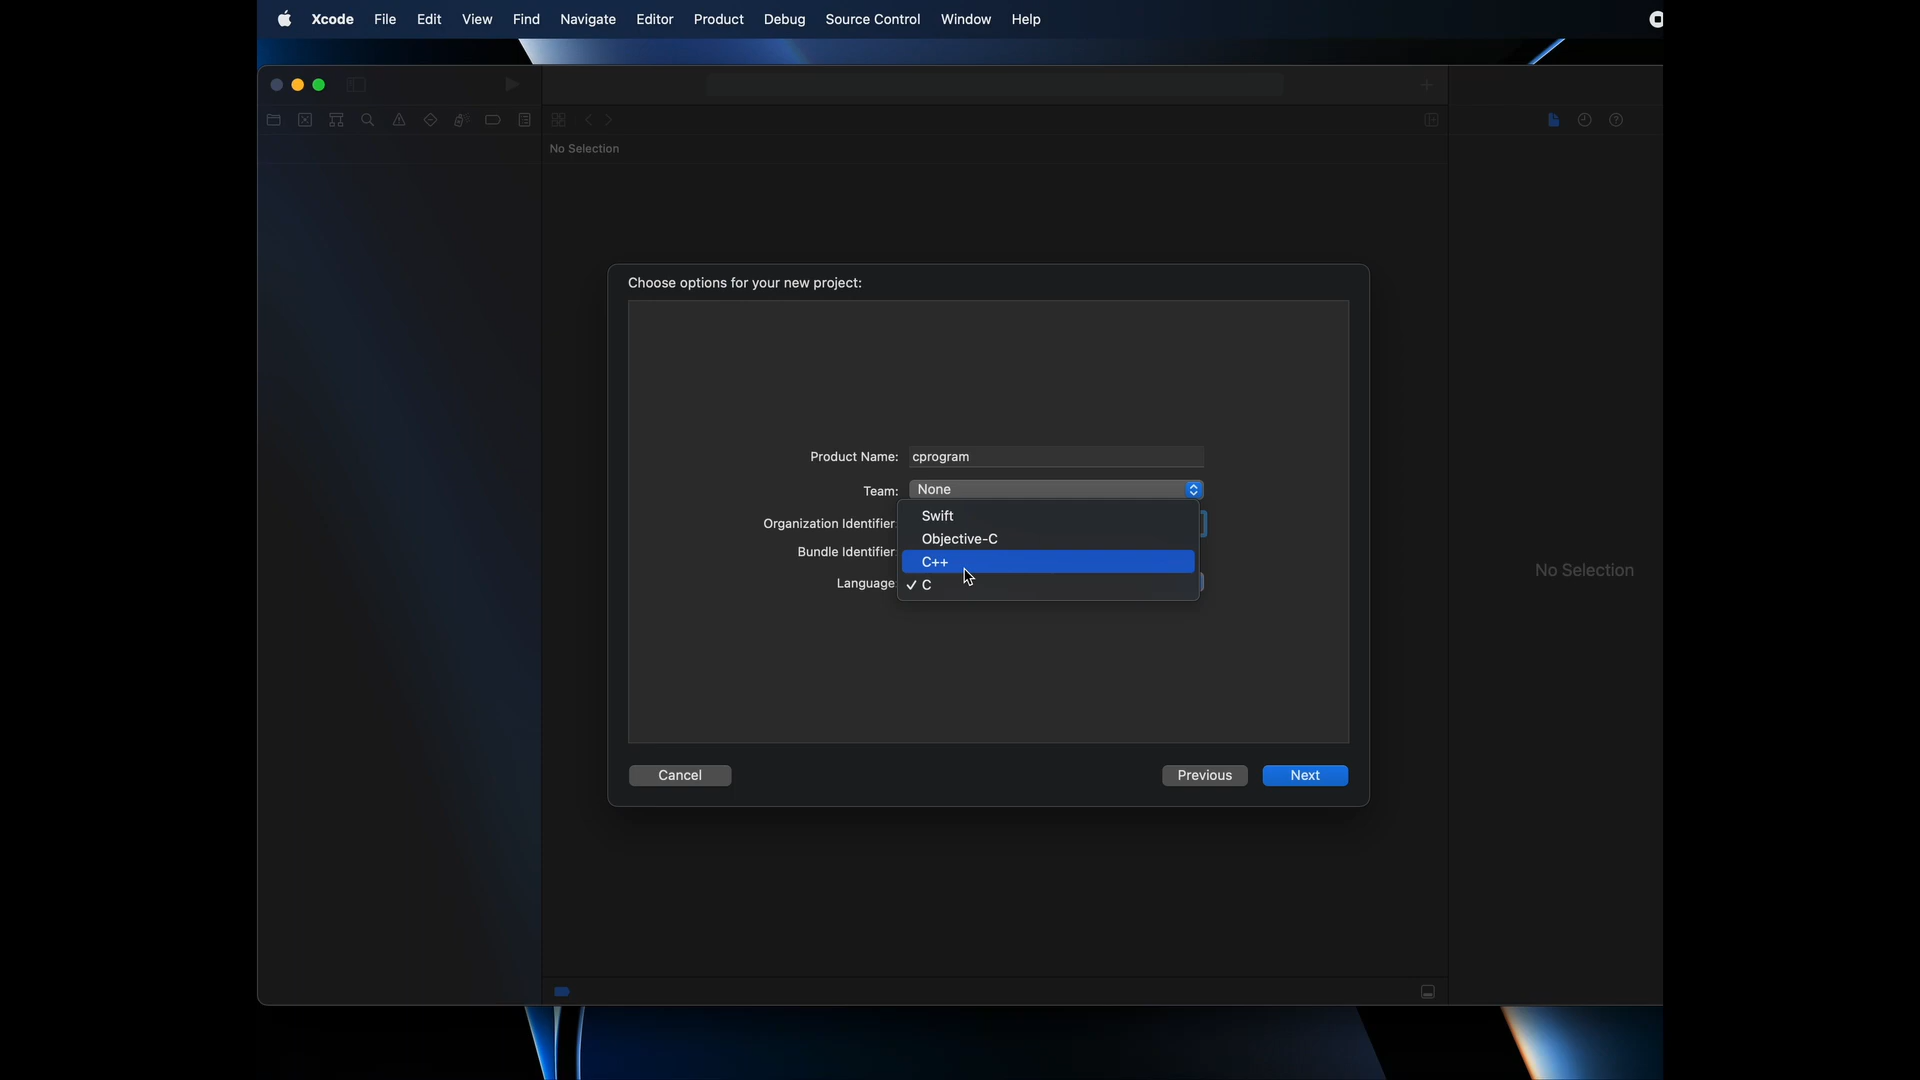 Xcode File Edit View Find Navigate Editor Product Debug Source Control Window Help
No Selection
Choose options for your new project:
Product Name: cprogram
Team: None
Organization Identifier:
Bundle Identifier:
Language:
Swift
Objective-C
C++
✓ C
No Selection
Cancel
Previous
Next